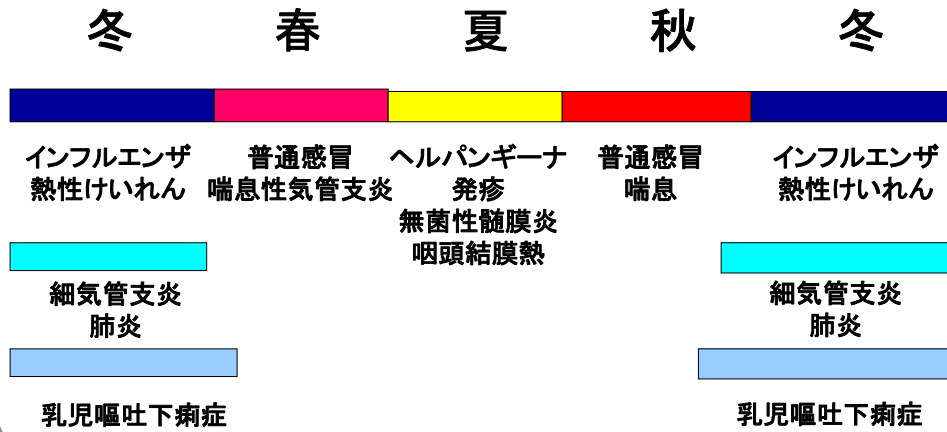 冬 春 夏 秋 冬
インフルエンザ 普通感冒 ヘルパンギーナ 普通感冒 インフルエンザ
熱性けいれん 喘息性気管支炎 発疹 喘息 熱性けいれん
無菌性髄膜炎
咽頭結膜熱
細気管支炎 細気管支炎
肺炎 肺炎
乳児嘔吐下痢症 乳児嘔吐下痢症